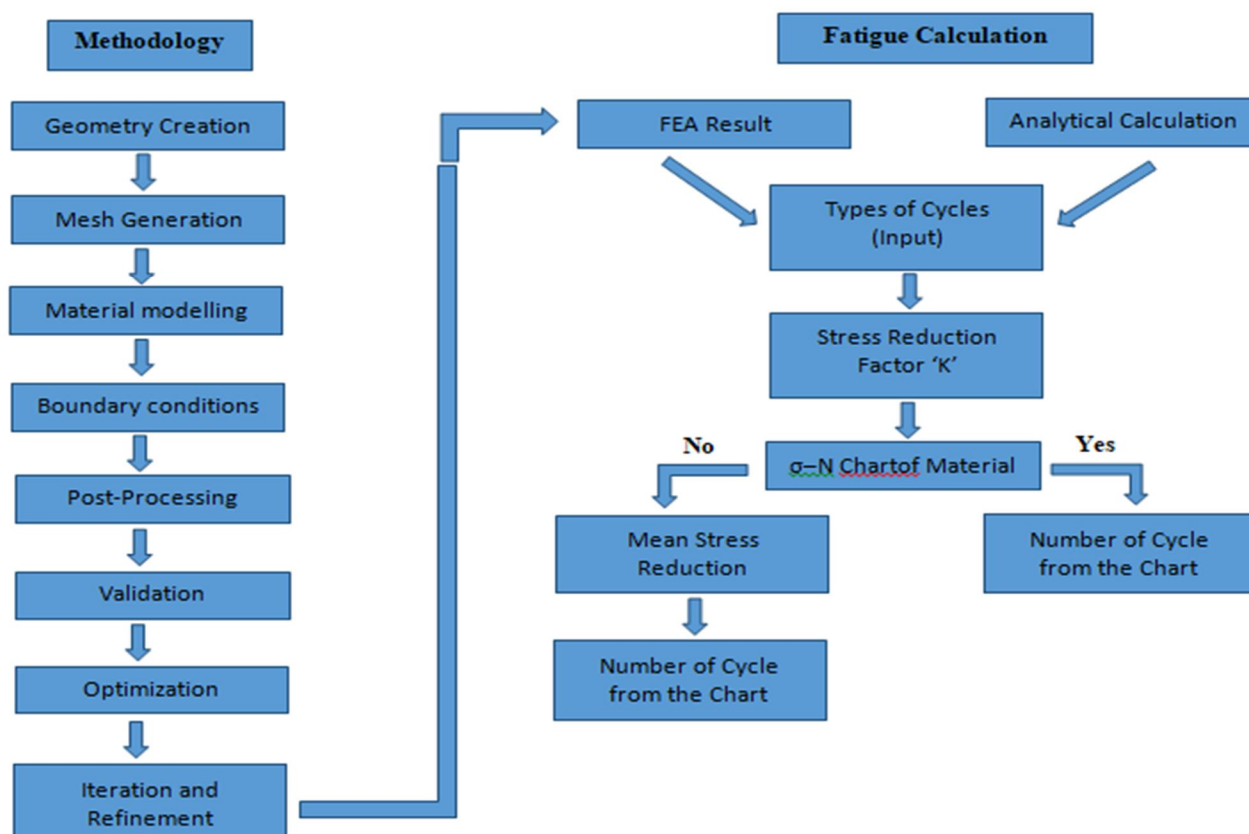 Methodology
Geometry Creation
Mesh Generation
Material modelling
Boundary conditions
Post-Processing
Validation
Optimization
Iteration and
Refinement
Fatigue Calculation
FEA Result
Analytical Calculation
Types of Cycles
(Input)
Stress Reduction
Factor ‘K’
σ–N Chartof Material
No
Yes
Mean Stress
Reduction
Number of Cycle
from the Chart
Number of Cycle
from the Chart